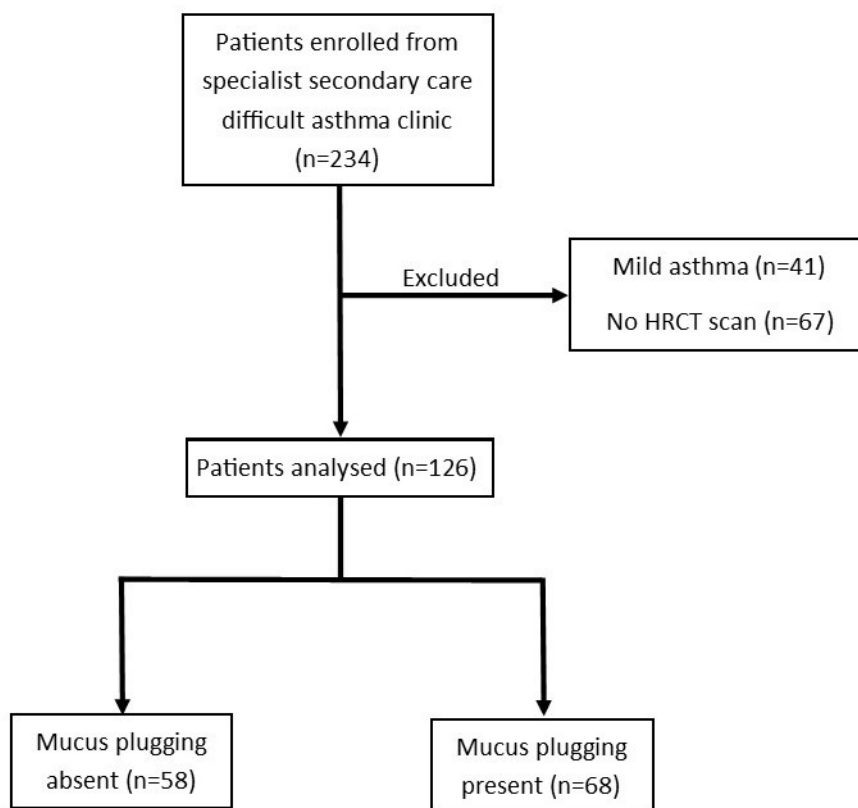 Patients enrolled from
specialist secondary care
difficult asthma clinic
(n=234)
Excluded
Mild asthma (n=41)
No HRCT scan (n=67)
Patients analysed (n=126)
Mucus plugging
absent (n=58)
Mucus plugging
present (n=68)